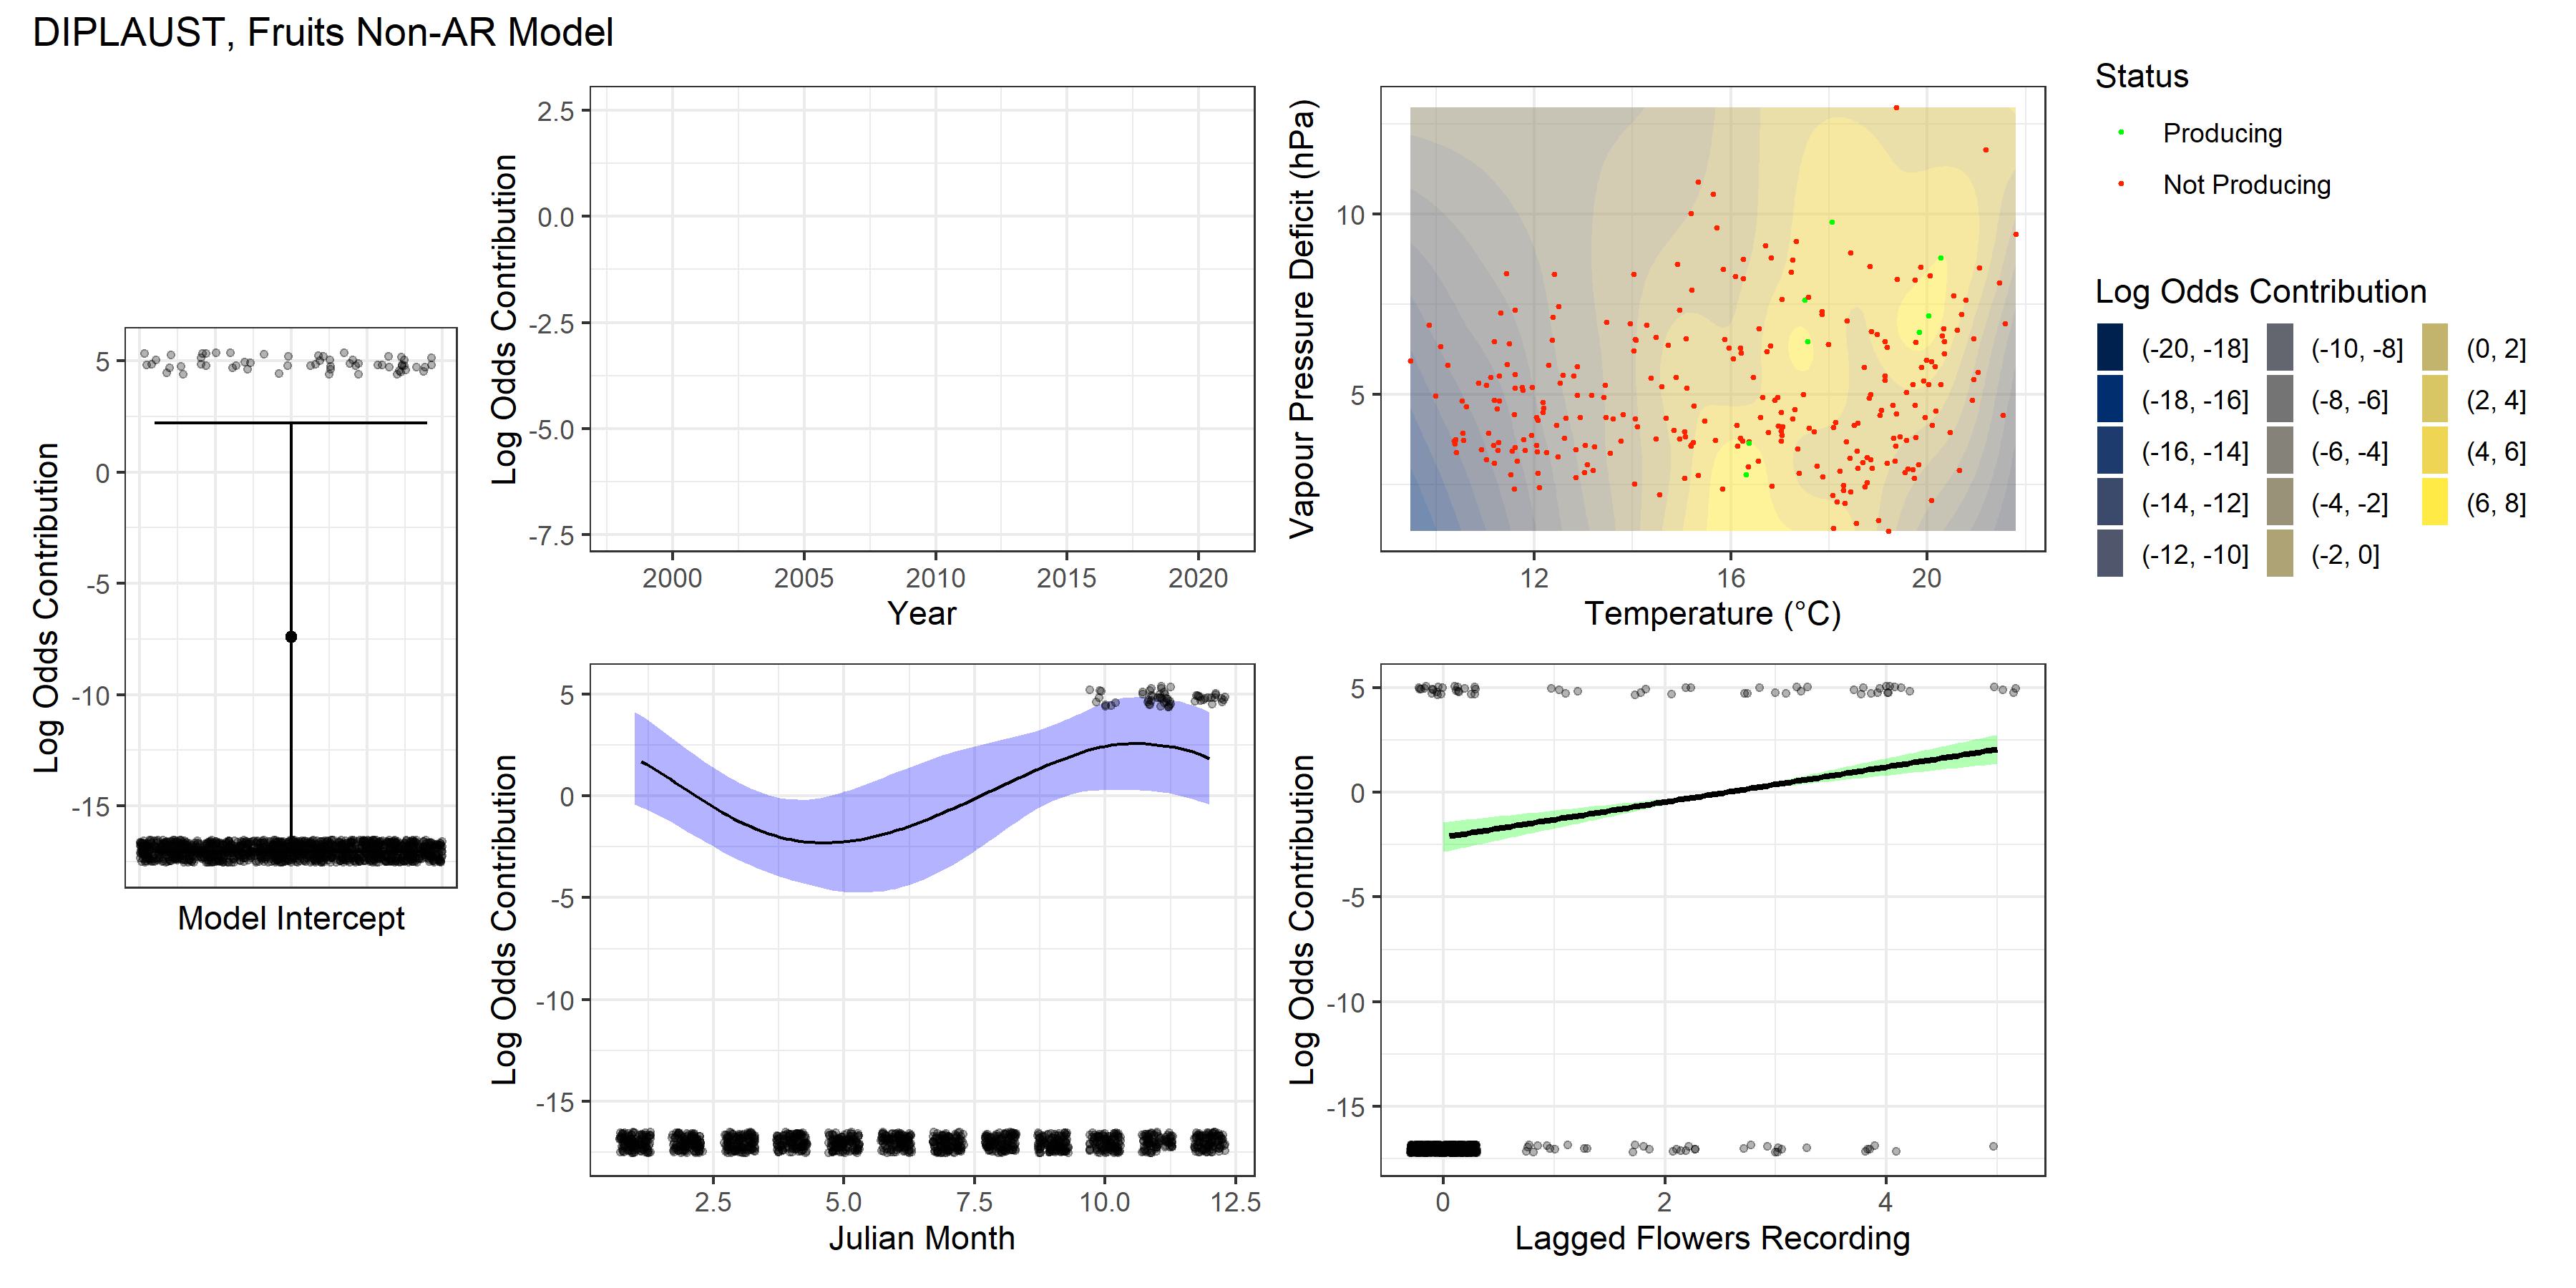 DIPLAUST, Fruits Non-AR Model
Log Odds Contribution
5
0
-5
-10
-15
Model Intercept
Log Odds Contribution
2.5
0.0
-2.5
-5.0
-7.5
2000 2005 2010 2015 2020
Year
Vapour Pressure Deficit (hPa)
10
5
12 16 20
Temperature (°C)
Status
Producing
Not Producing
Log Odds Contribution
(-20, -18] (-10, -8] (0, 2]
(-18, -16] (-8, -6] (2, 4]
(-16, -14] (-6, -4] (4, 6]
(-14, -12] (-4, -2] (6, 8]
(-12, -10] (-2, 0]
Log Odds Contribution
5
0
-5
-10
-15
2.5 5.0 7.5 10.0 12.5
Julian Month
Log Odds Contribution
5
0
-5
-10
-15
0 2 4
Lagged Flowers Recording